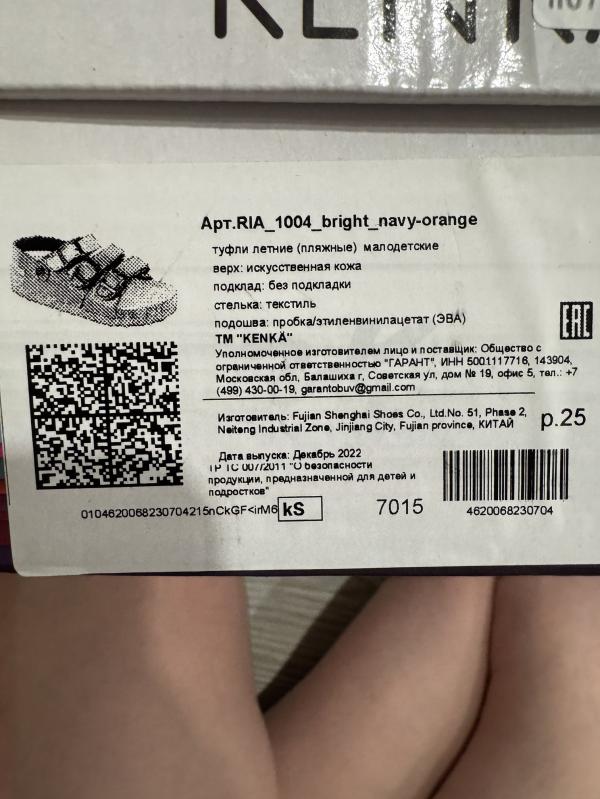 KENKA
Арт.RIA_1004_bright_navy-orange
туфли летние (пляжные) малодетские
верх: искусственная кожа
подклад: без подкладки
стелька: текстиль
подошва: пробка/этиленвинилацетат (ЭВА)
ТМ "KENKÄ"
Уполномоченное изготовителем лицо и поставщик: Общество с
ограниченной ответственностью "ГАРАНТ", ИНН 5001117716, 143904,
Московская обл, Балашиха г, Советская ул, дом № 19, офис 5, тел.: +7
(499) 430-00-19, garantobuv@gmail.com
EAC
Изготовитель: Fujian Shenghai Shoes Co., Ltd.No. 51, Phase 2,
Neiteng Industrial Zone, Jinjiang City, Fujian province, КИТАЙ
р.25
Дата выпуска: Декабрь 2022
ТР ТС 007/2011 "О безопасности
продукции, предназначенной для детей и
подростков"
0104620068230704215nCkGF<irM6 kS
7015
4620068230704